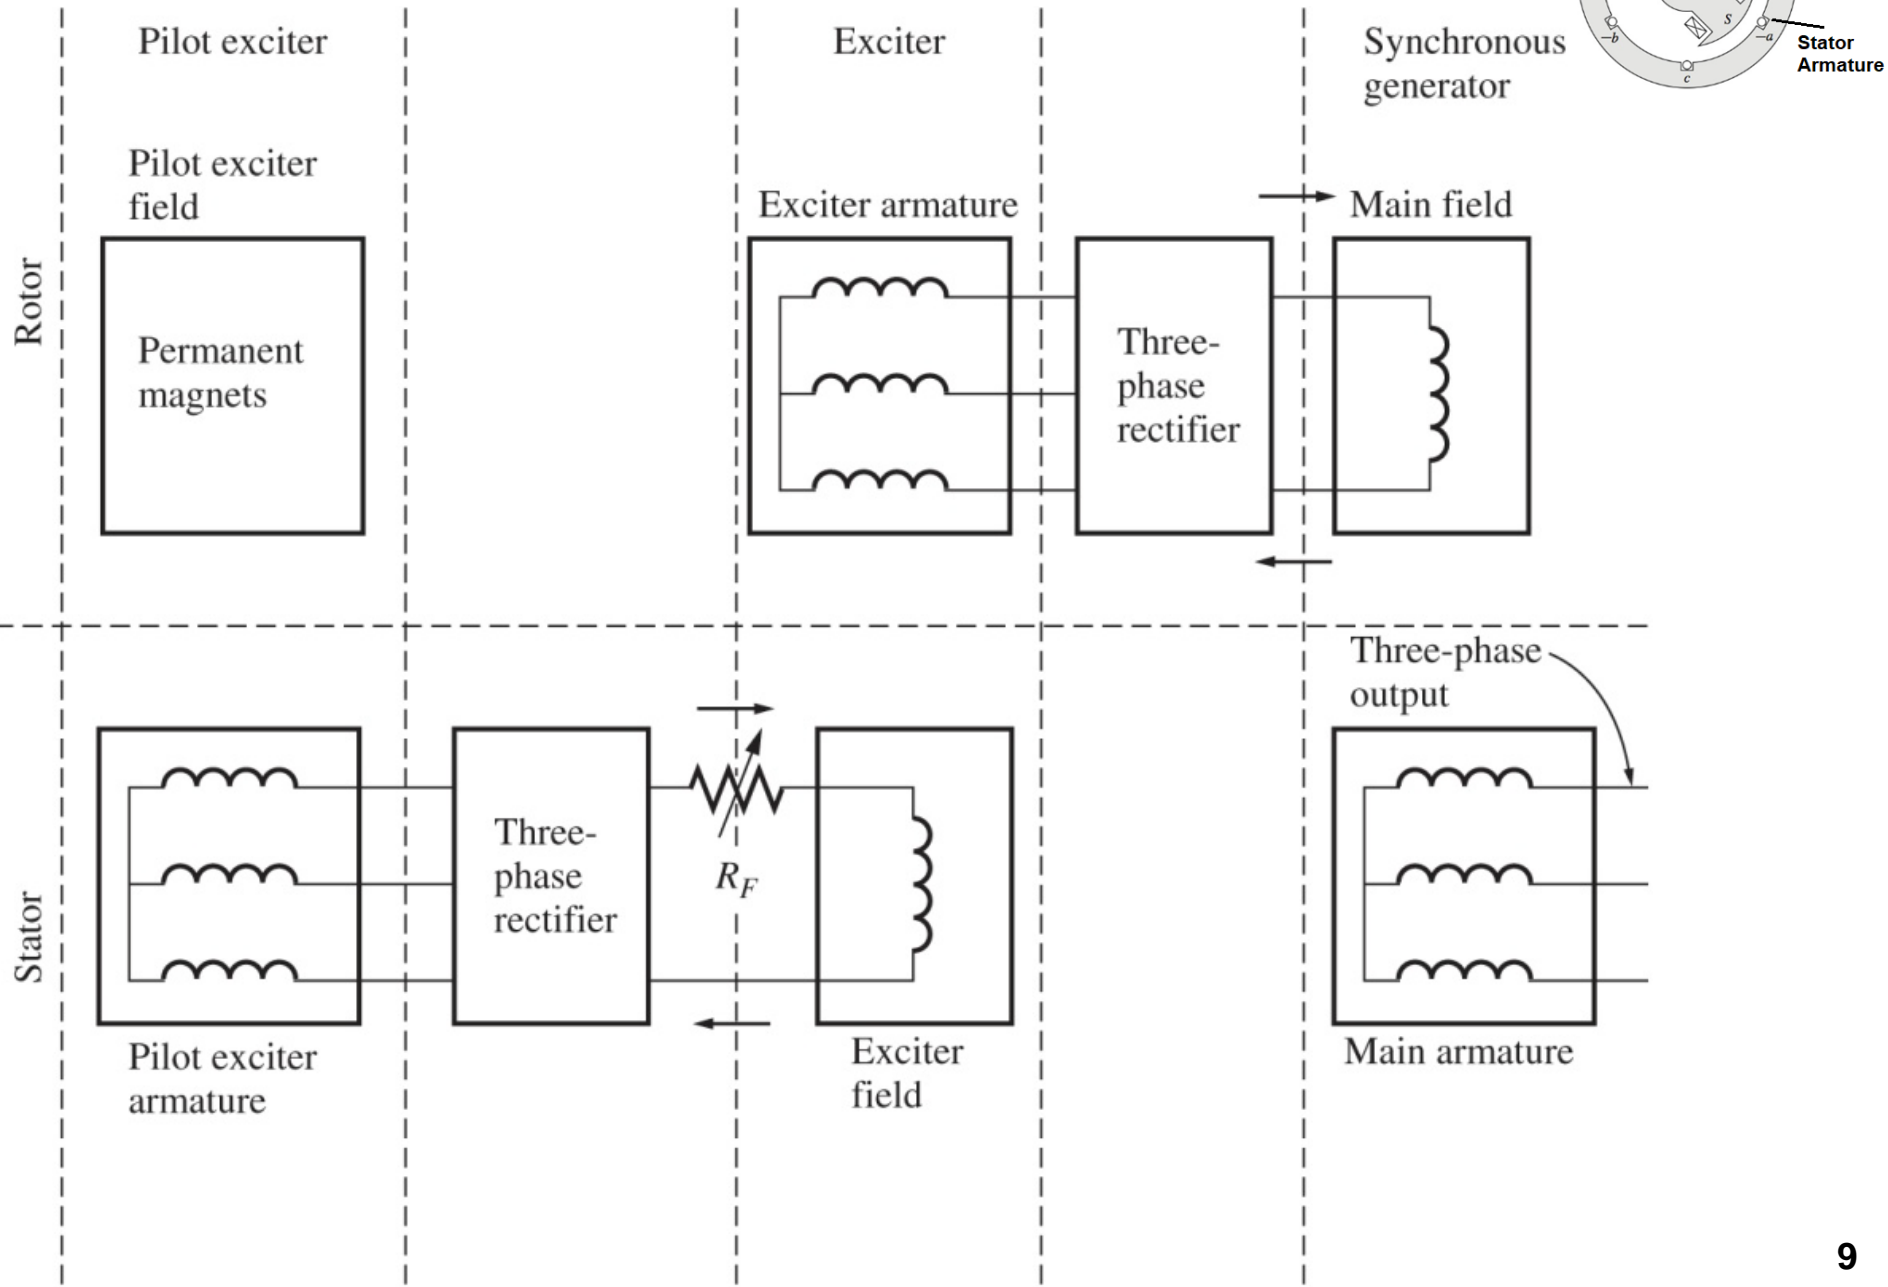 Pilot exciter
Exciter
Synchronous
generator
−b
c
S
−a
Stator
Armature
Pilot exciter
field
Exciter armature
Main field
Rotor
Permanent
magnets
Three-
phase
rectifier
Three-phase
output
Stator
Three-
phase
rectifier
R_F
Pilot exciter
armature
Exciter
field
Main armature
9